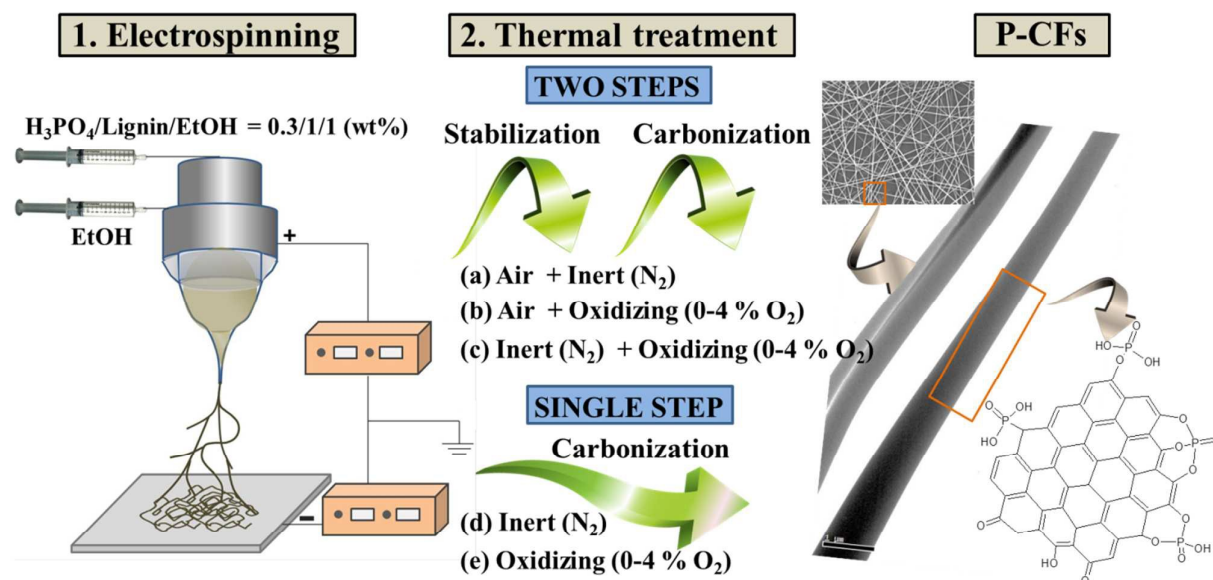 1. Electrospinning
H₃PO₄/Lignin/EtOH = 0.3/1/1 (wt%)
EtOH
+
-
2. Thermal treatment
TWO STEPS
Stabilization
Carbonization
(a) Air + Inert (N₂)
(b) Air + Oxidizing (0-4 % O₂)
(c) Inert (N₂) + Oxidizing (0-4 % O₂)
SINGLE STEP
Carbonization
(d) Inert (N₂)
(e) Oxidizing (0-4 % O₂)
P-CFs
O
HO
P
OH
O
O
P
OH
HO
O
O
P
O
O
O
P
OH
O
O
HO
O